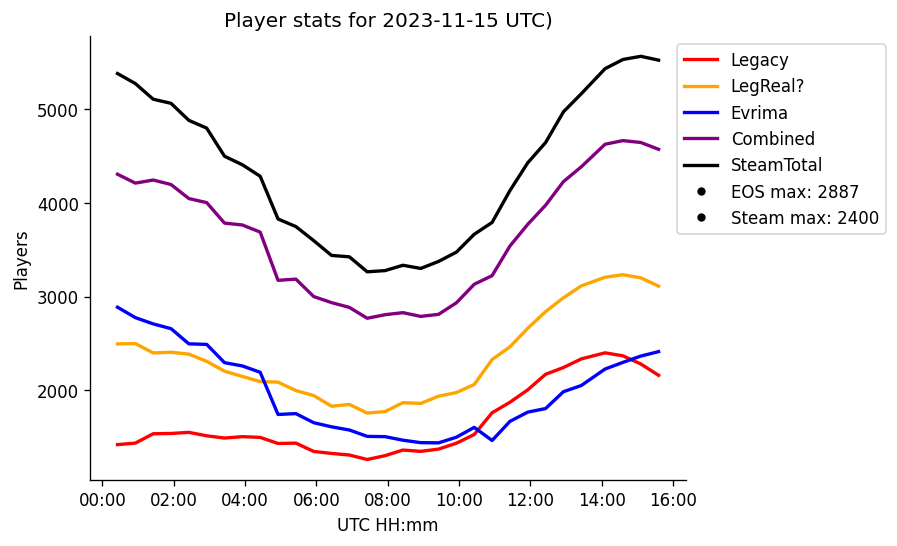 Player stats for 2023-11-15 UTC)
Legacy
LegReal?
Evrima
Combined
SteamTotal
EOS max: 2887
Steam max: 2400
Players
5000
4000
3000
2000
00:00 02:00 04:00 06:00 08:00 10:00 12:00 14:00 16:00
UTC HH:mm